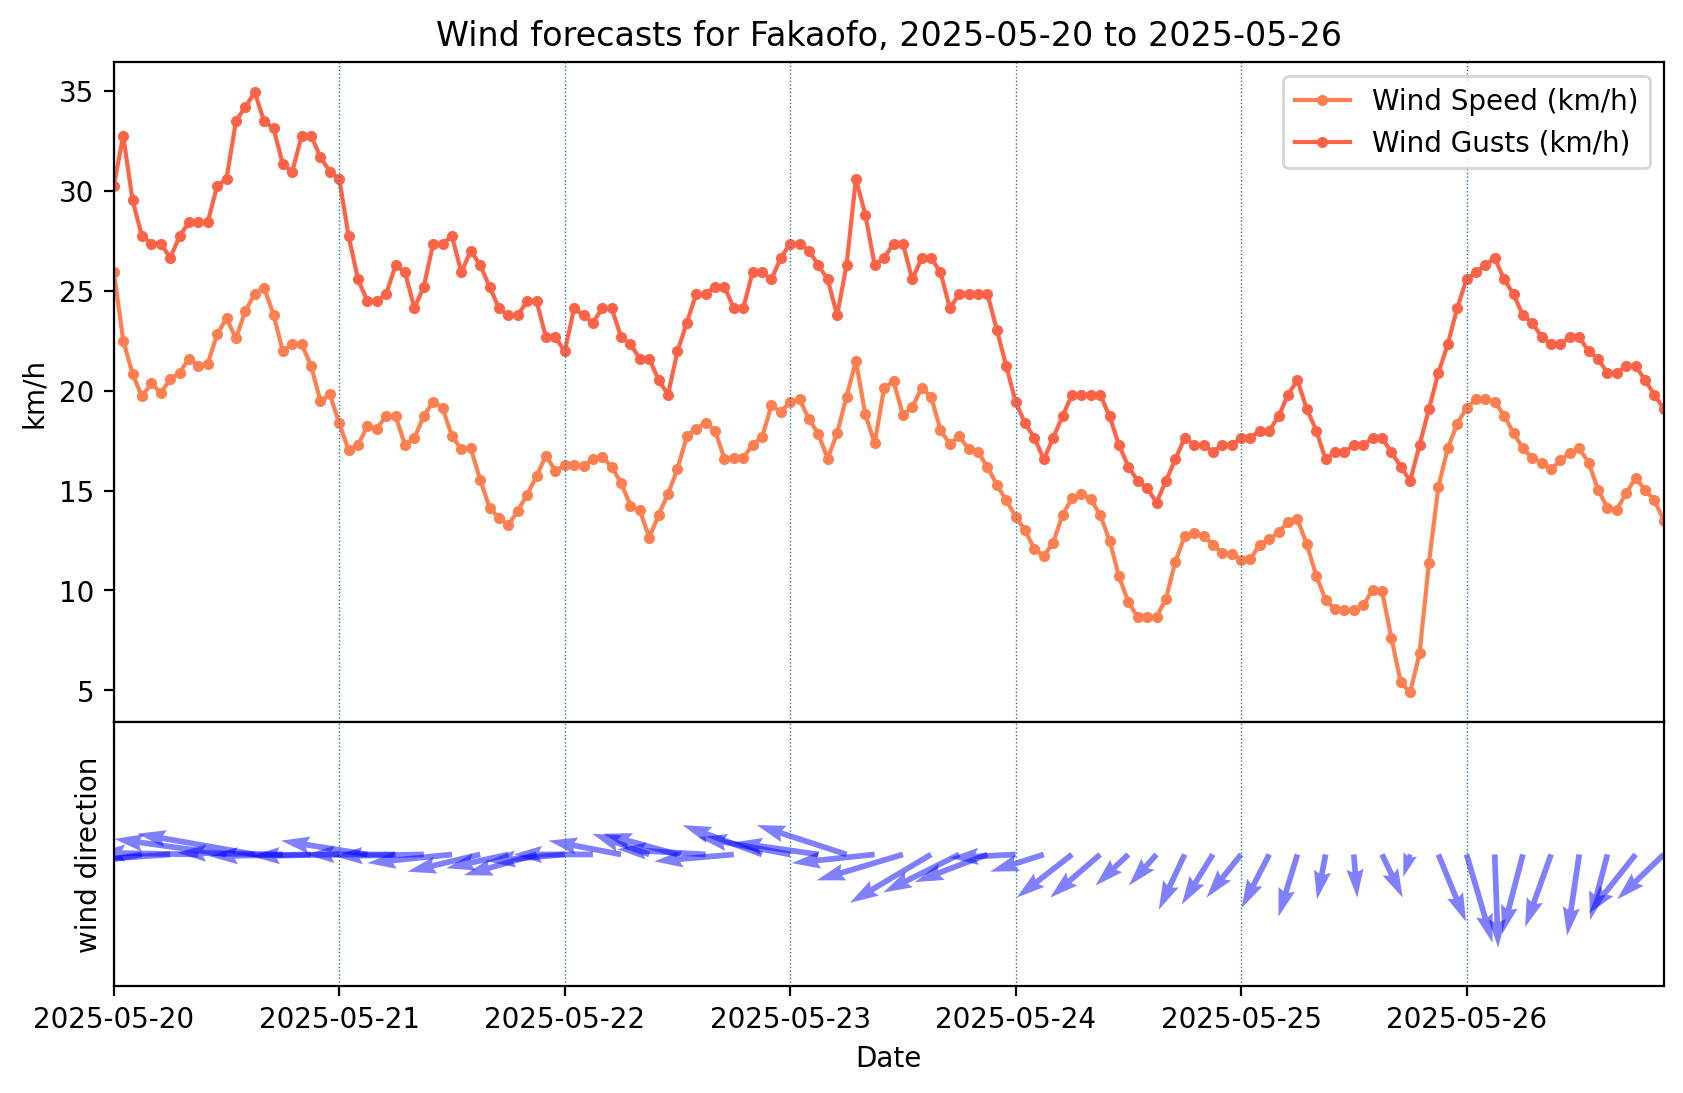 Wind forecasts for Fakaofo, 2025-05-20 to 2025-05-26
Wind Speed (km/h)
Wind Gusts (km/h)
km/h
35
30
25
20
15
10
5
wind direction
2025-05-20
2025-05-21
2025-05-22
2025-05-23
2025-05-24
2025-05-25
2025-05-26
Date